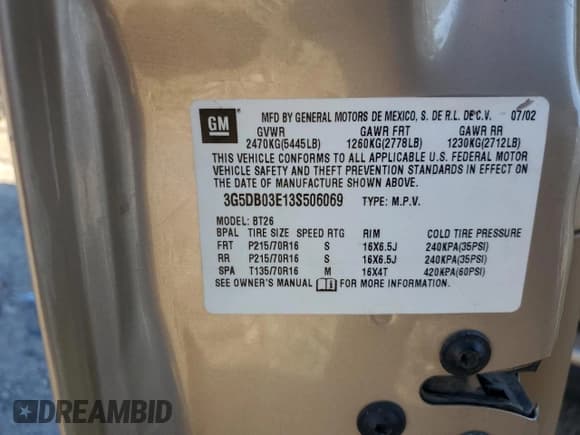 GM
MFD BY GENERAL MOTORS DE MEXICO, S. DE R.L. DE C.V. 07/02
GVWR GAWR FRT GAWR RR
2470KG(5445LB) 1260KG(2778LB) 1230KG(2712LB)
THIS VEHICLE CONFORMS TO ALL APPLICABLE U.S. FEDERAL MOTOR
VEHICLE SAFETY AND THEFT PREVENTION STANDARDS IN EFFECT ON
THE DATE OF MANUFACTURE SHOWN ABOVE.
3G5DB03E13S506069 TYPE: M.P.V.
MODEL: BT26
BPAL TIRE SIZE SPEED RTG RIM COLD TIRE PRESSURE
FRT P215/70R16 S 16X6.5J 240KPA(35PSI)
RR P215/70R16 S 16X6.5J 240KPA(35PSI)
SPA T135/70R16 M 16X4T 420KPA(60PSI)
SEE OWNER'S MANUAL FOR MORE INFORMATION.
DREAMBID